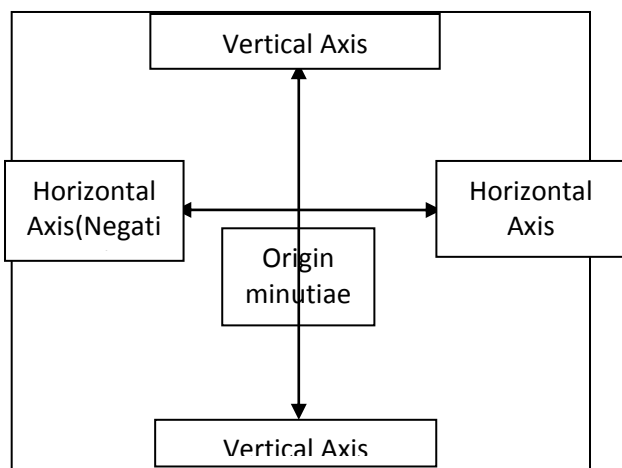 Vertical Axis
Horizontal
Axis(Negati
Horizontal
Axis
Origin
minutiae
Vertical Axis